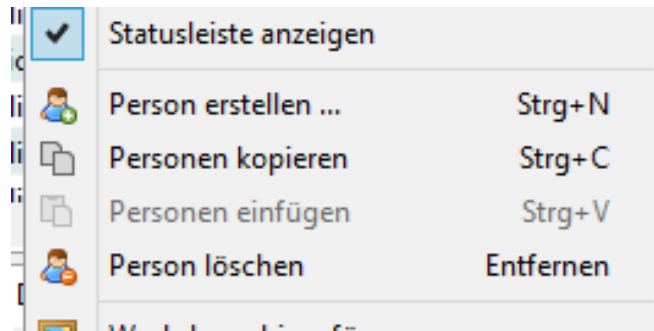 Statusleiste anzeigen
Person erstellen ... Strg+N
Personen kopieren Strg+C
Personen einfügen Strg+V
Person löschen Entfernen